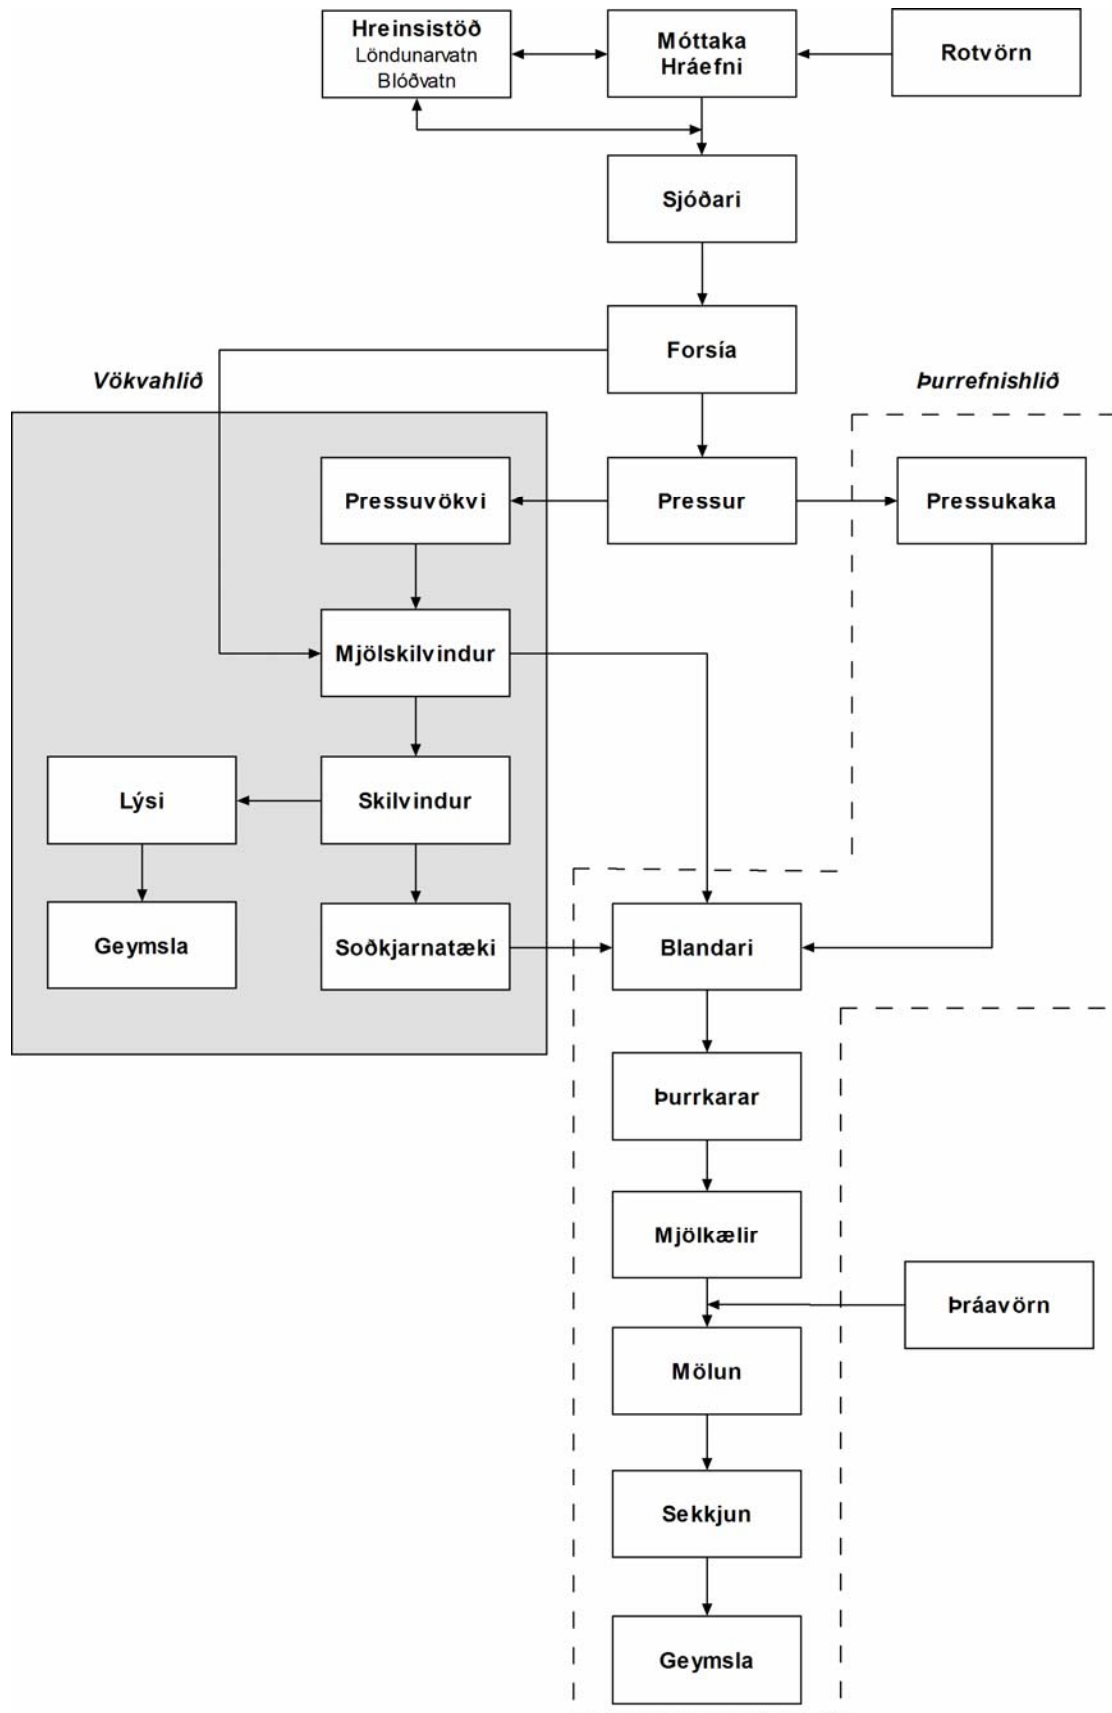 Hreinsistöð
Löndunarvatn
Blóðvatn
Móttaka
Hráefni
Rotvörn
Sjóðari
Forsía
Vökvahlið
Þurrefnishlið
Pressuvökvi
Pressur
Pressukaka
Mjölskilvindur
Lýsi
Skilvindur
Geymsla
Soðkjarnatæki
Blandari
Þurrkarar
Mjölkælir
Þráavörn
Mölun
Sekkjun
Geymsla